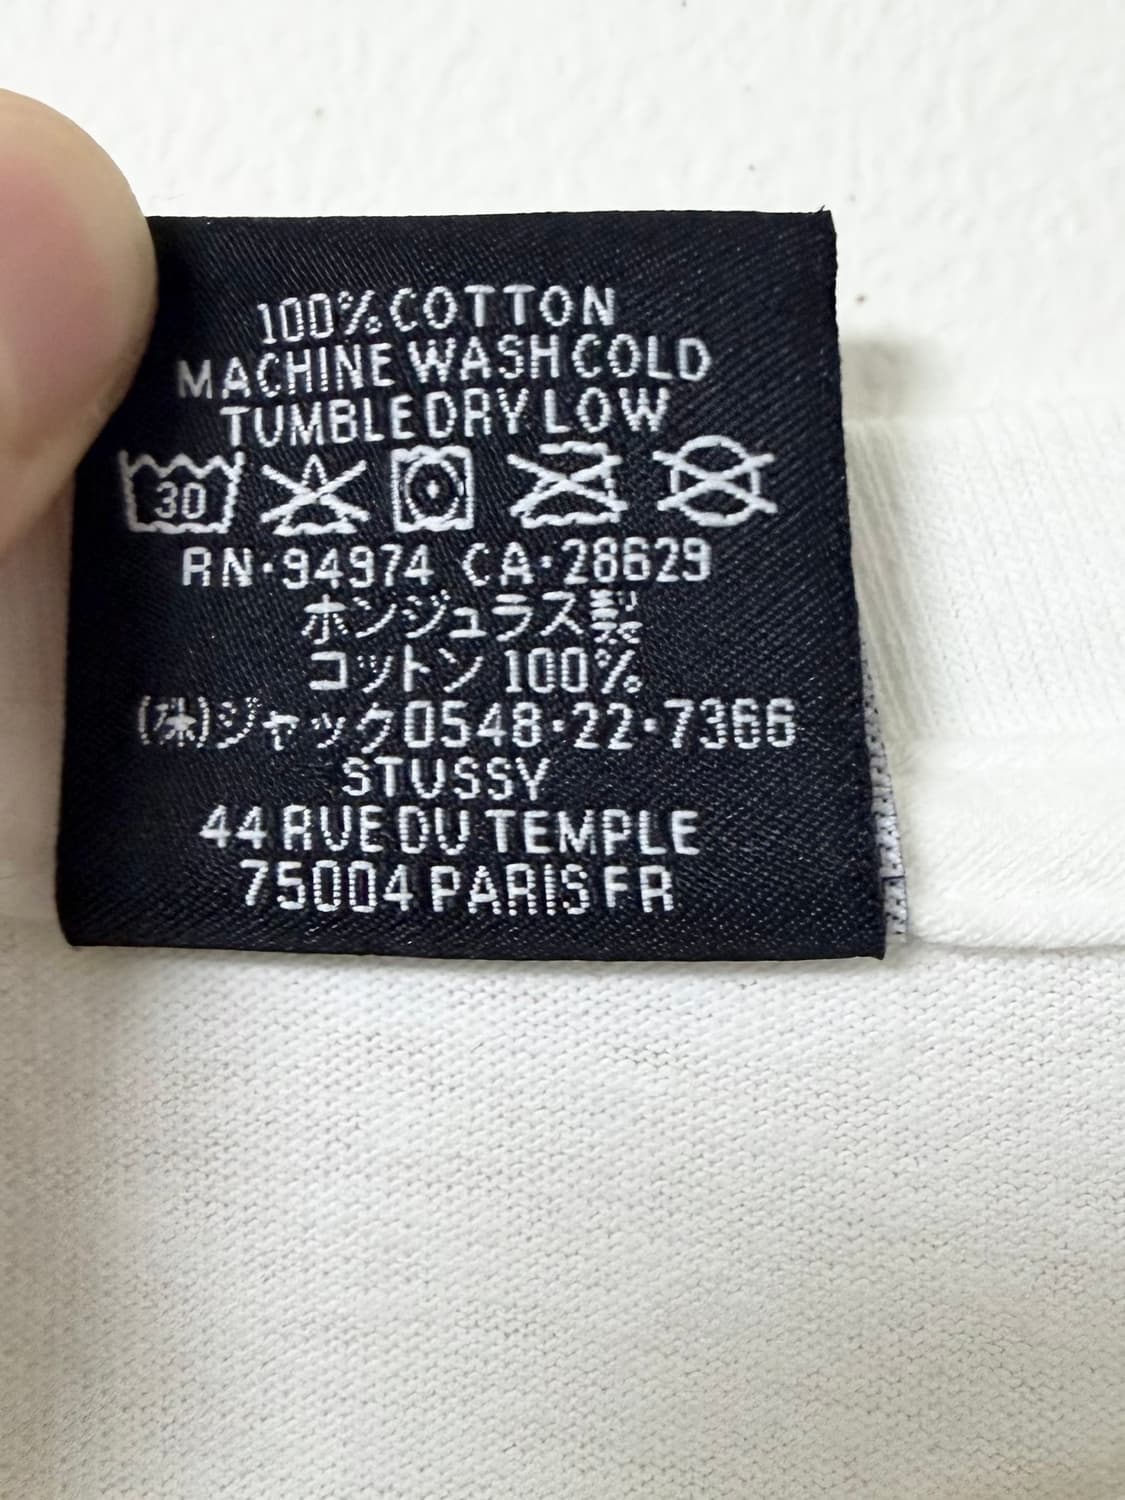 100% COTTON
MACHINE WASH COLD
TUMBLE DRY LOW
30
RN·94974 CA·28629
ホンジュラス製
コットン 100%
(株)ジャック0548·22·7366
STUSSY
44 RUE DU TEMPLE
75004 PARIS FR